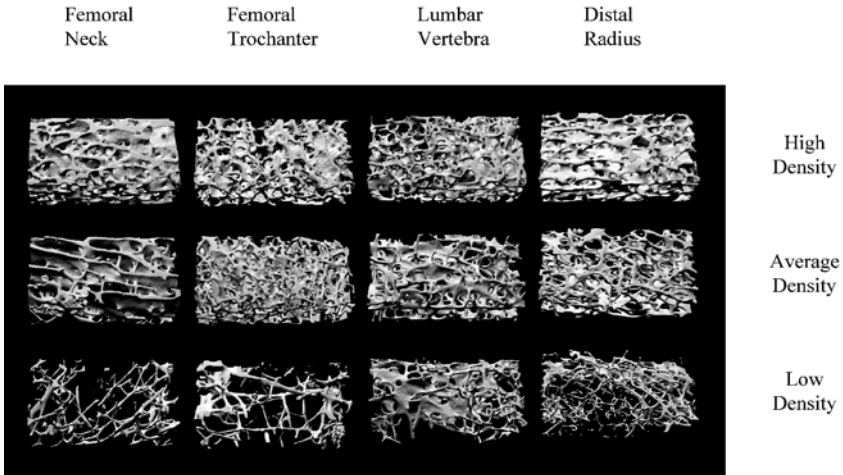 Femoral
Neck
Femoral
Trochanter
Lumbar
Vertebra
Distal
Radius
High
Density
Average
Density
Low
Density